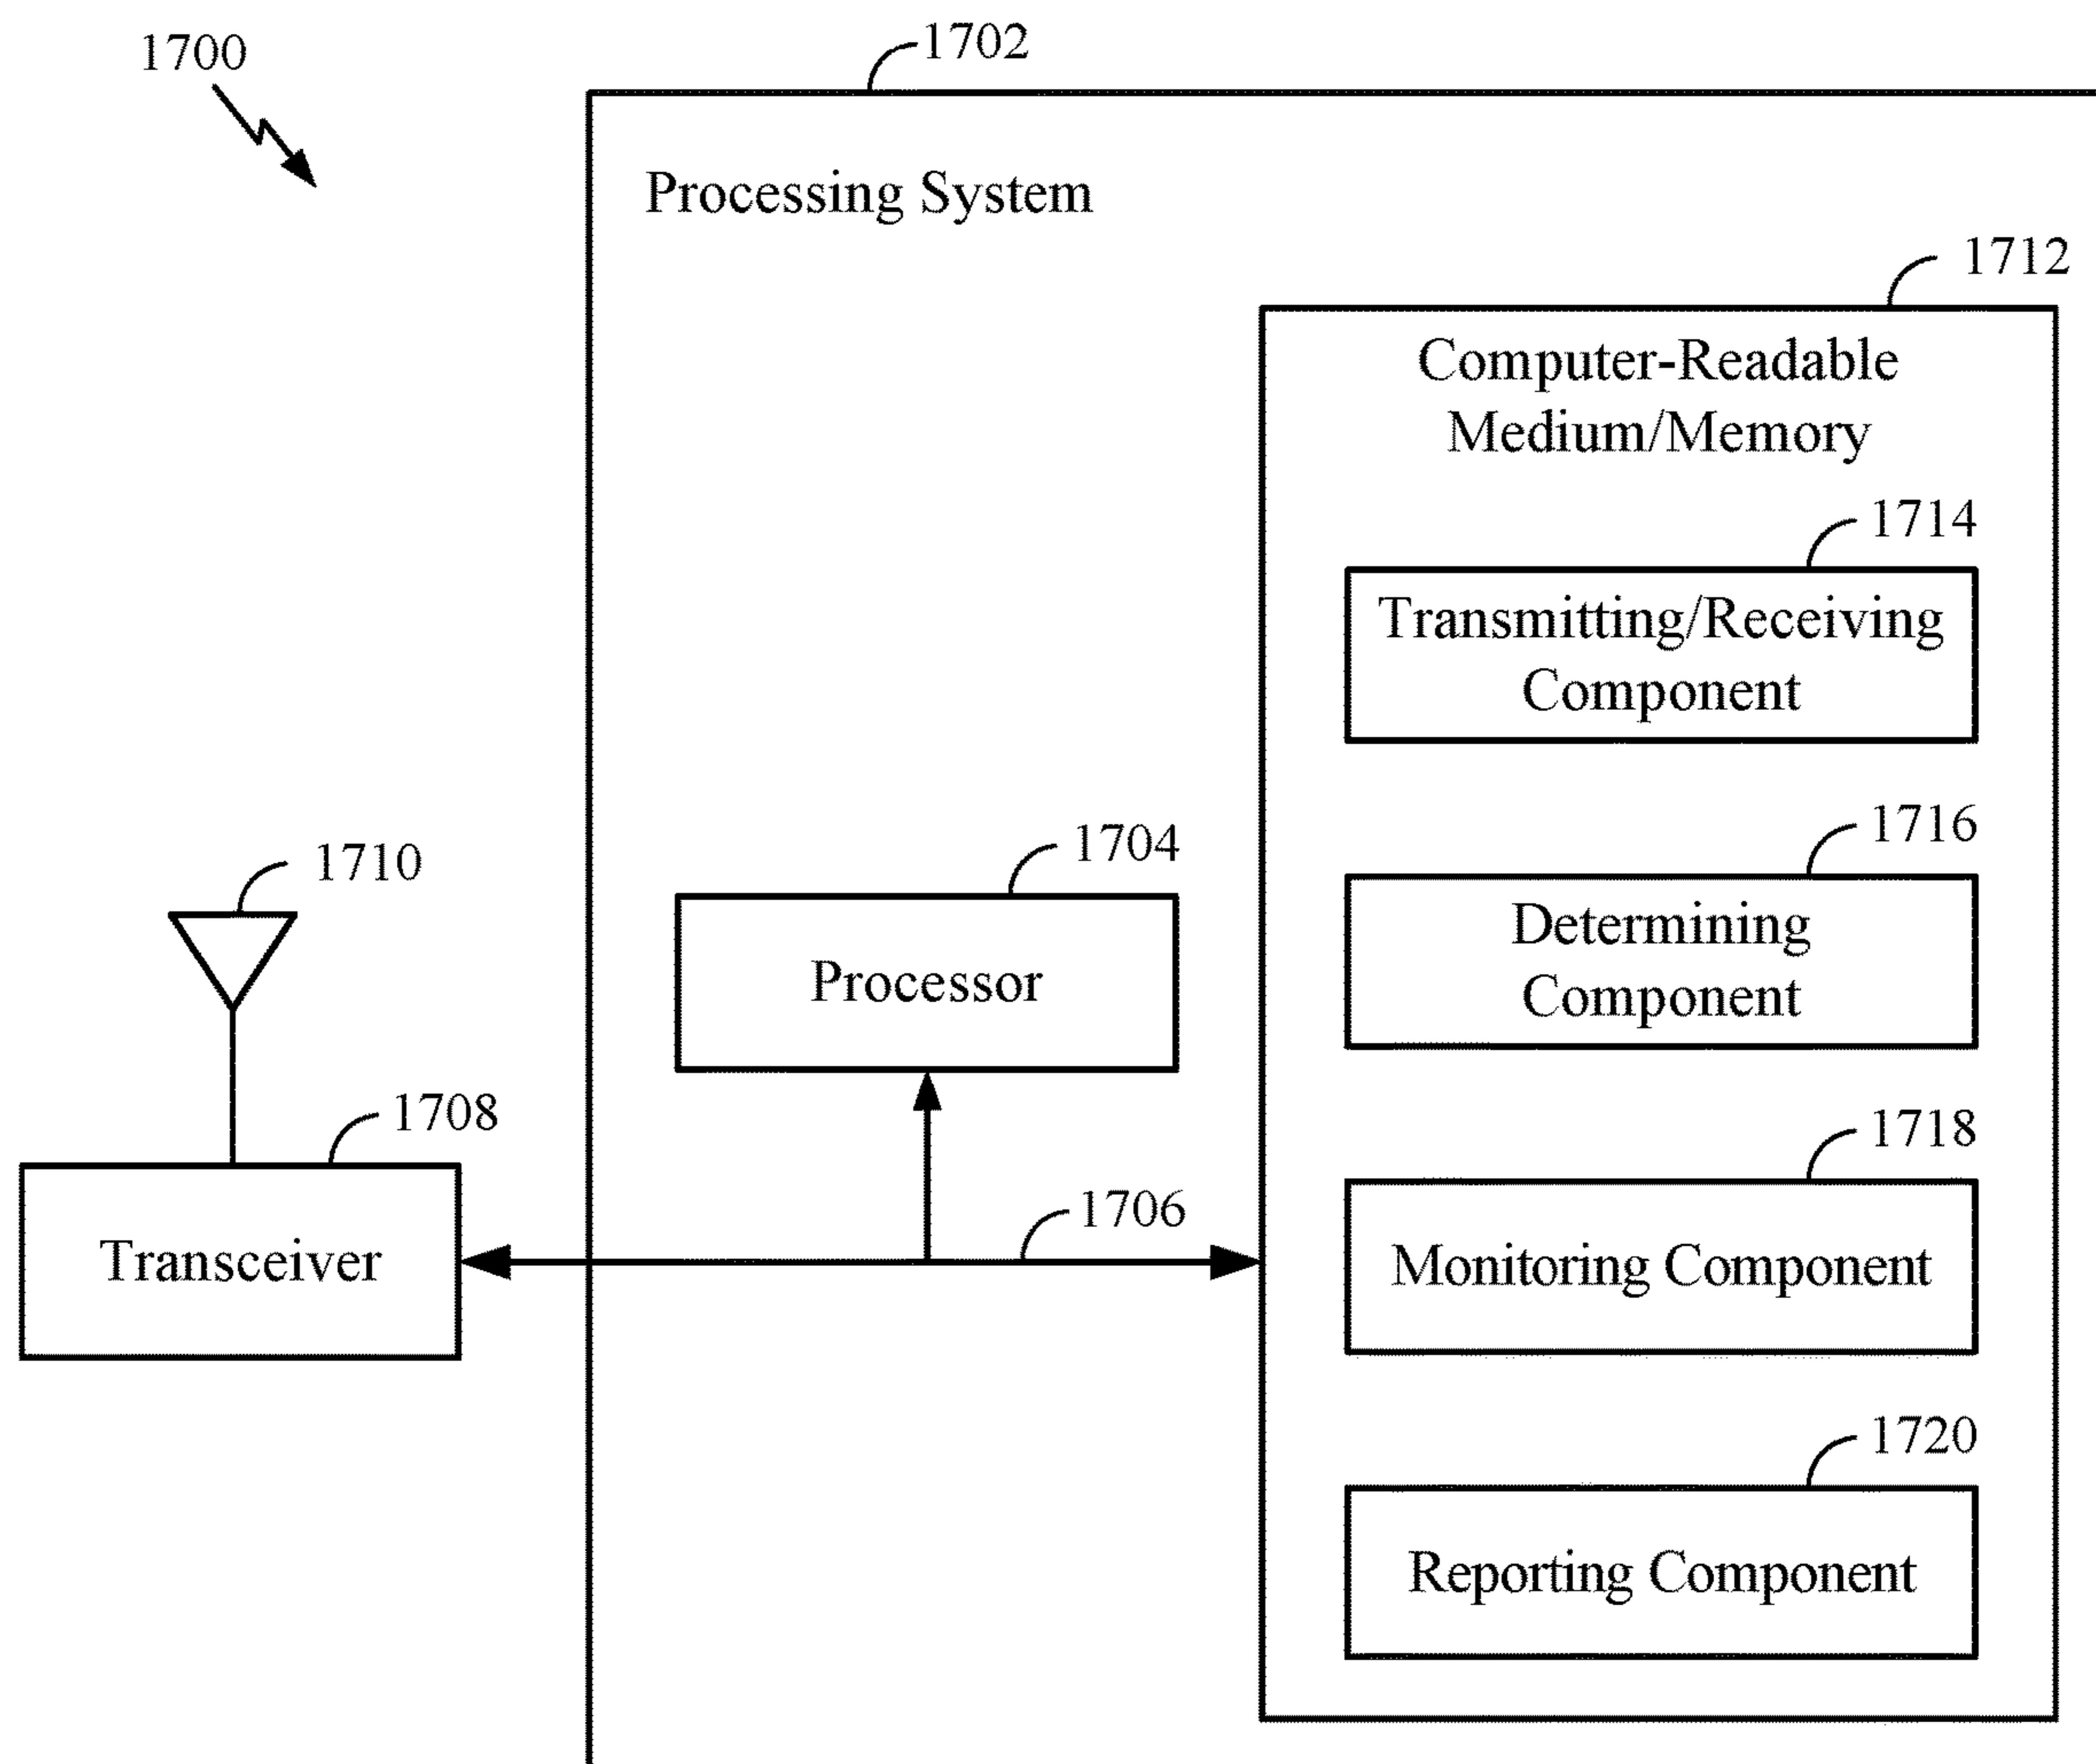 1700
1702
Processing System
1712
Computer-Readable
Medium/Memory
1714
Transmitting/Receiving
Component
1716
Determining
Component
1704
Processor
1710
1708
Transceiver
1706
1718
Monitoring Component
1720
Reporting Component